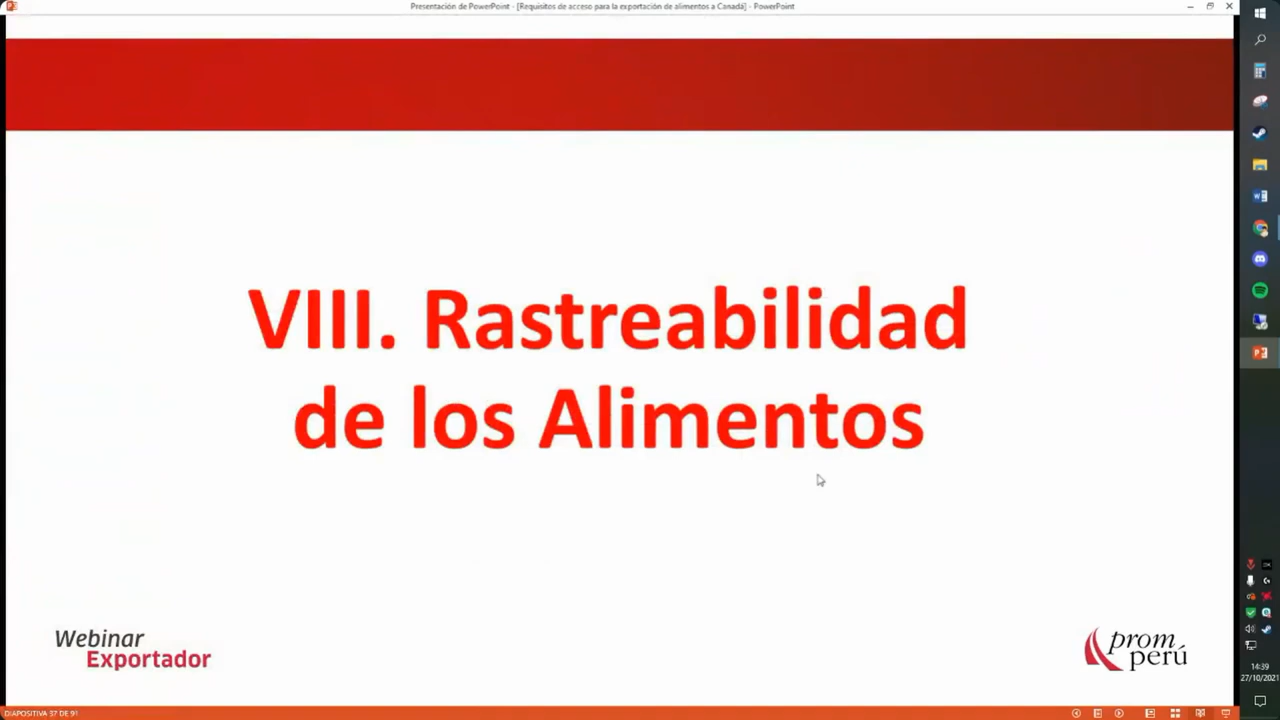 Presentación de PowerPoint - [Requisitos de acceso para la exportación de alimentos a Canadá] - PowerPoint
VIII. Rastreabilidad
de los Alimentos
Webinar
Exportador
prom
perú
14:39
27/10/2021
DIAPOSITIVA 37 DE 91